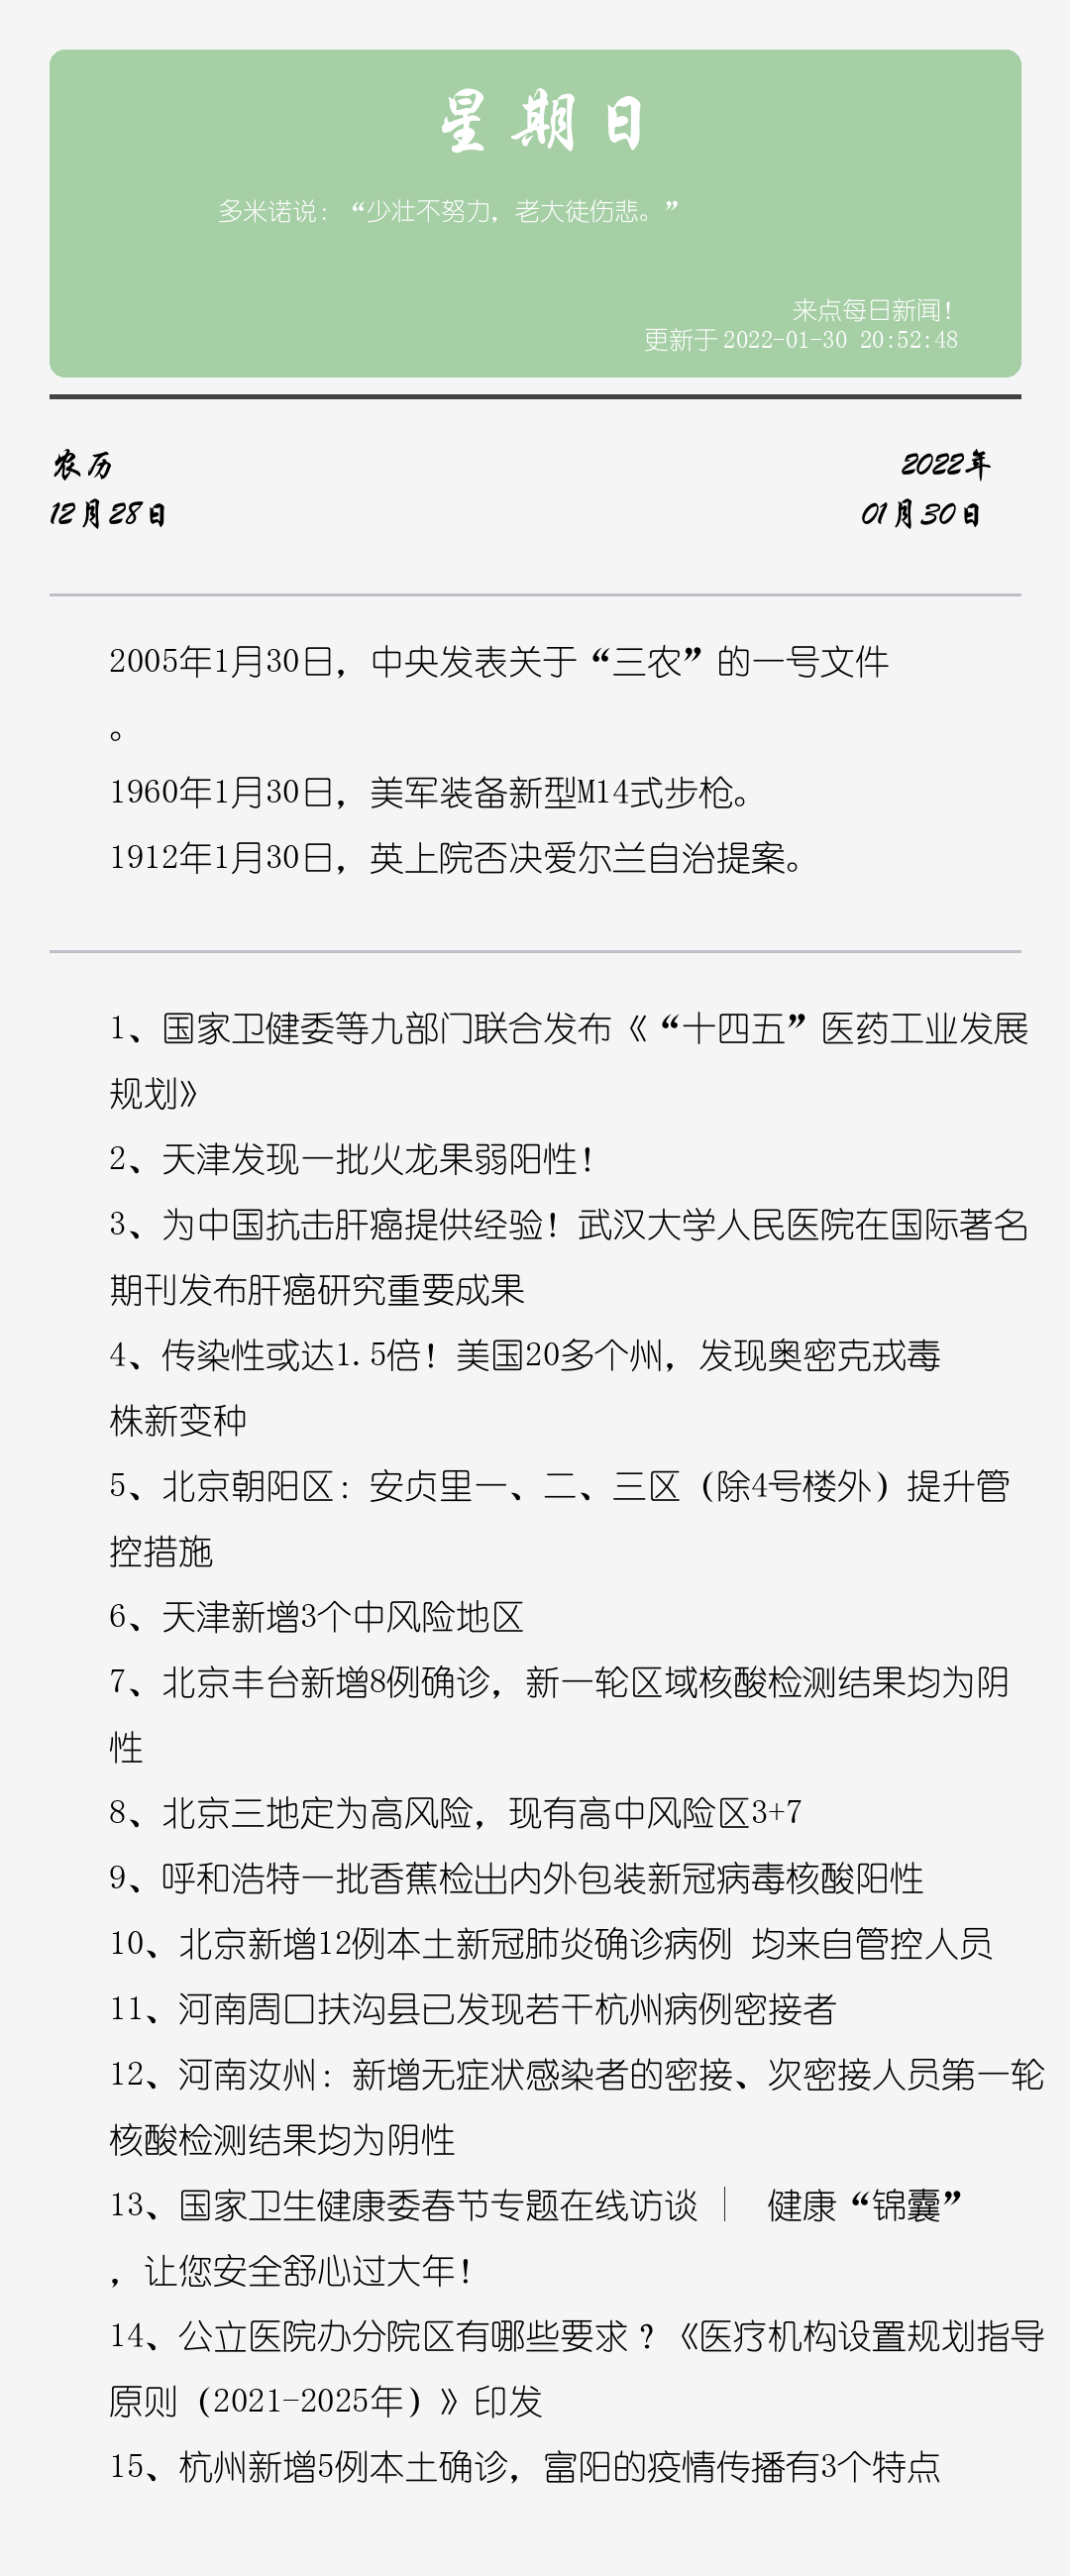 星期日
多米诺说：“少壮不努力，老大徒伤悲。”
来点每日新闻！
更新于 2022-01-30 20:52:48
农历
2022年
12月28日
01月30日
2005年1月30日，中央发表关于“三农”的一号文件
。
1960年1月30日，美军装备新型M14式步枪。
1912年1月30日，英上院否决爱尔兰自治提案。
1、国家卫健委等九部门联合发布《“十四五”医药工业发展
规划》
2、天津发现一批火龙果弱阳性！
3、为中国抗击肝癌提供经验！武汉大学人民医院在国际著名
期刊发布肝癌研究重要成果
4、传染性或达1.5倍！美国20多个州，发现奥密克戎毒
株新变种
5、北京朝阳区：安贞里一、二、三区（除4号楼外）提升管
控措施
6、天津新增3个中风险地区
7、北京丰台新增8例确诊，新一轮区域核酸检测结果均为阴
性
8、北京三地定为高风险，现有高中风险区3+7
9、呼和浩特一批香蕉检出内外包装新冠病毒核酸阳性
10、北京新增12例本土新冠肺炎确诊病例 均来自管控人员
11、河南周口扶沟县已发现若干杭州病例密接者
12、河南汝州：新增无症状感染者的密接、次密接人员第一轮
核酸检测结果均为阴性
13、国家卫生健康委春节专题在线访谈｜ 健康“锦囊”
，让您安全舒心过大年！
14、公立医院办分院区有哪些要求？《医疗机构设置规划指导
原则（2021-2025年）》印发
15、杭州新增5例本土确诊，富阳的疫情传播有3个特点